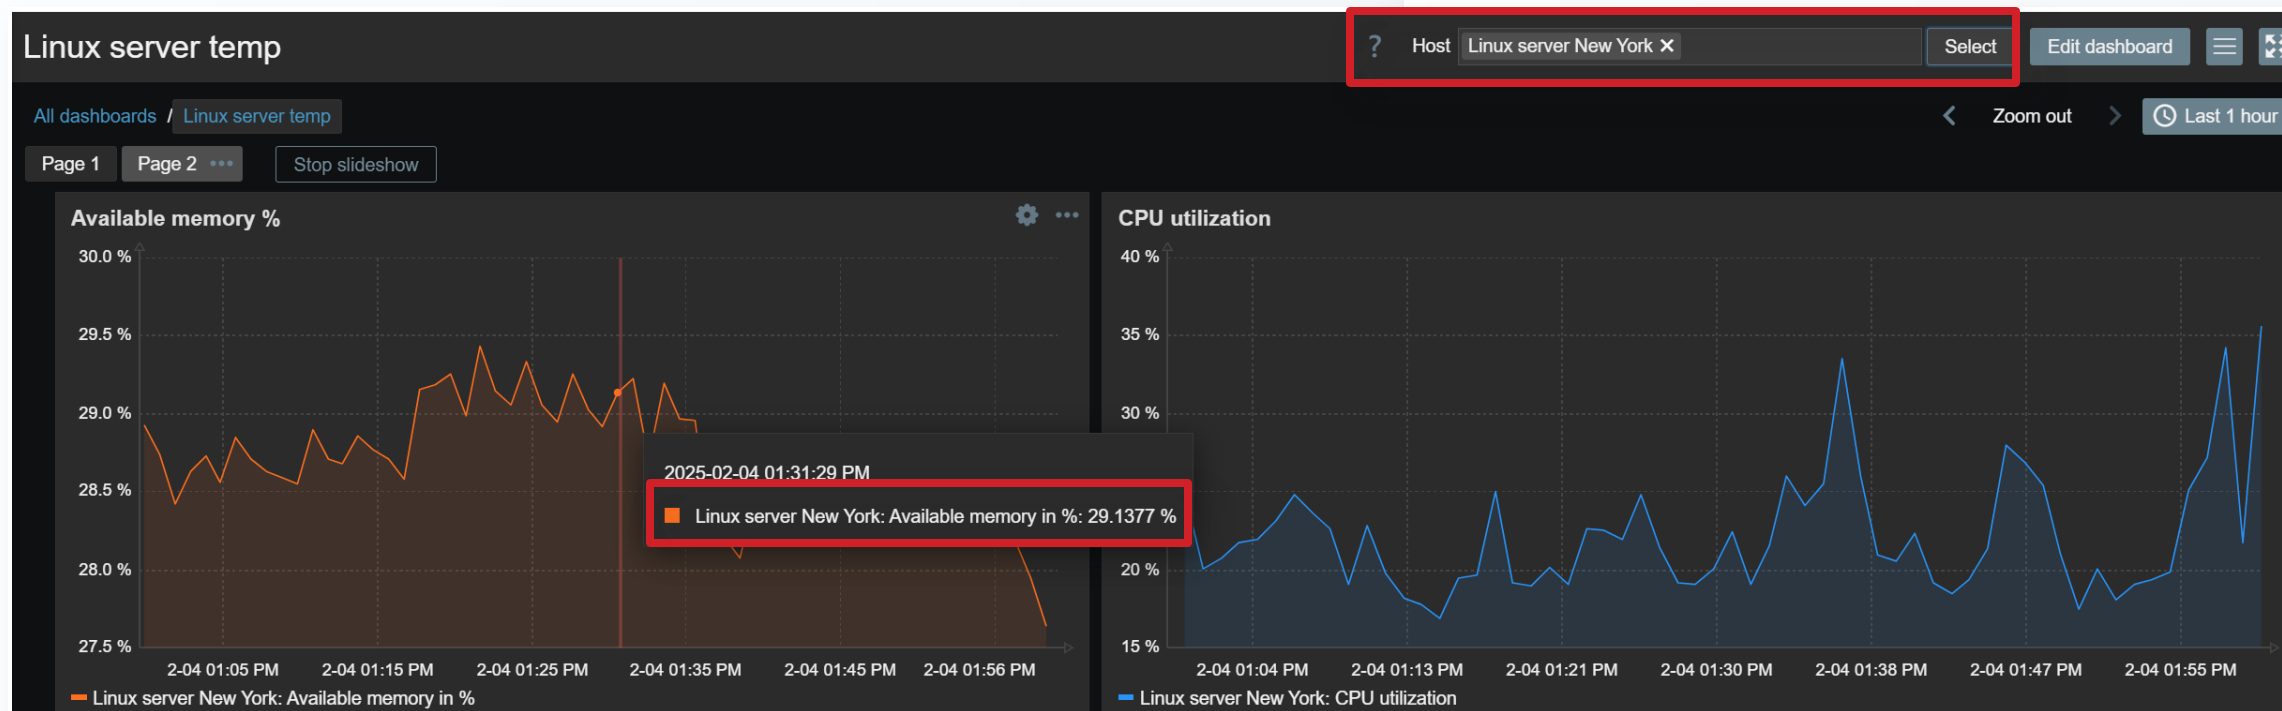 Linux server temp
? Host Linux server New York × Select Edit dashboard
All dashboards / Linux server temp
Zoom out Last 1 hour
Page 1 Page 2 Stop slideshow
Available memory %
30.0 %
29.5 %
29.0 %
28.5 %
28.0 %
27.5 %
2-04 01:05 PM 2-04 01:15 PM 2-04 01:25 PM 2-04 01:35 PM 2-04 01:45 PM 2-04 01:56 PM
Linux server New York: Available memory in %
2025-02-04 01:31:29 PM
Linux server New York: Available memory in %: 29.1377 %
CPU utilization
40 %
35 %
30 %
20 %
15 %
2-04 01:04 PM 2-04 01:13 PM 2-04 01:21 PM 2-04 01:30 PM 2-04 01:38 PM 2-04 01:47 PM 2-04 01:55 PM
Linux server New York: CPU utilization